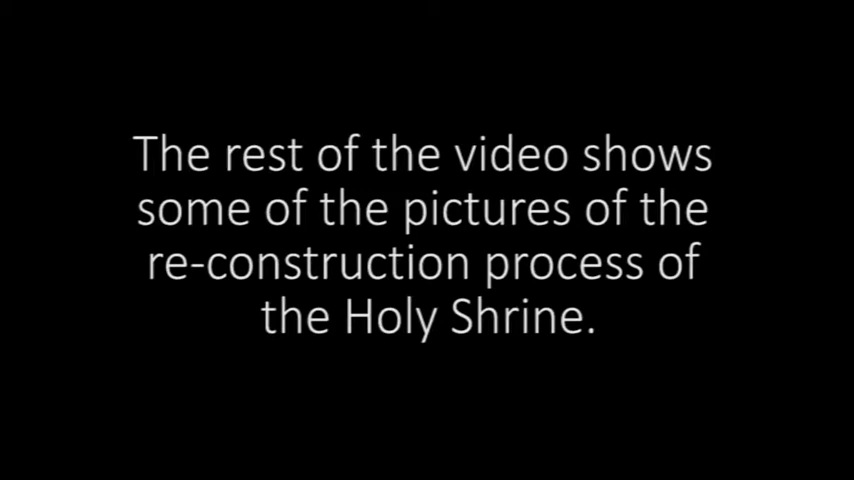 The rest of the video shows
some of the pictures of the
re-construction process of
the Holy Shrine.